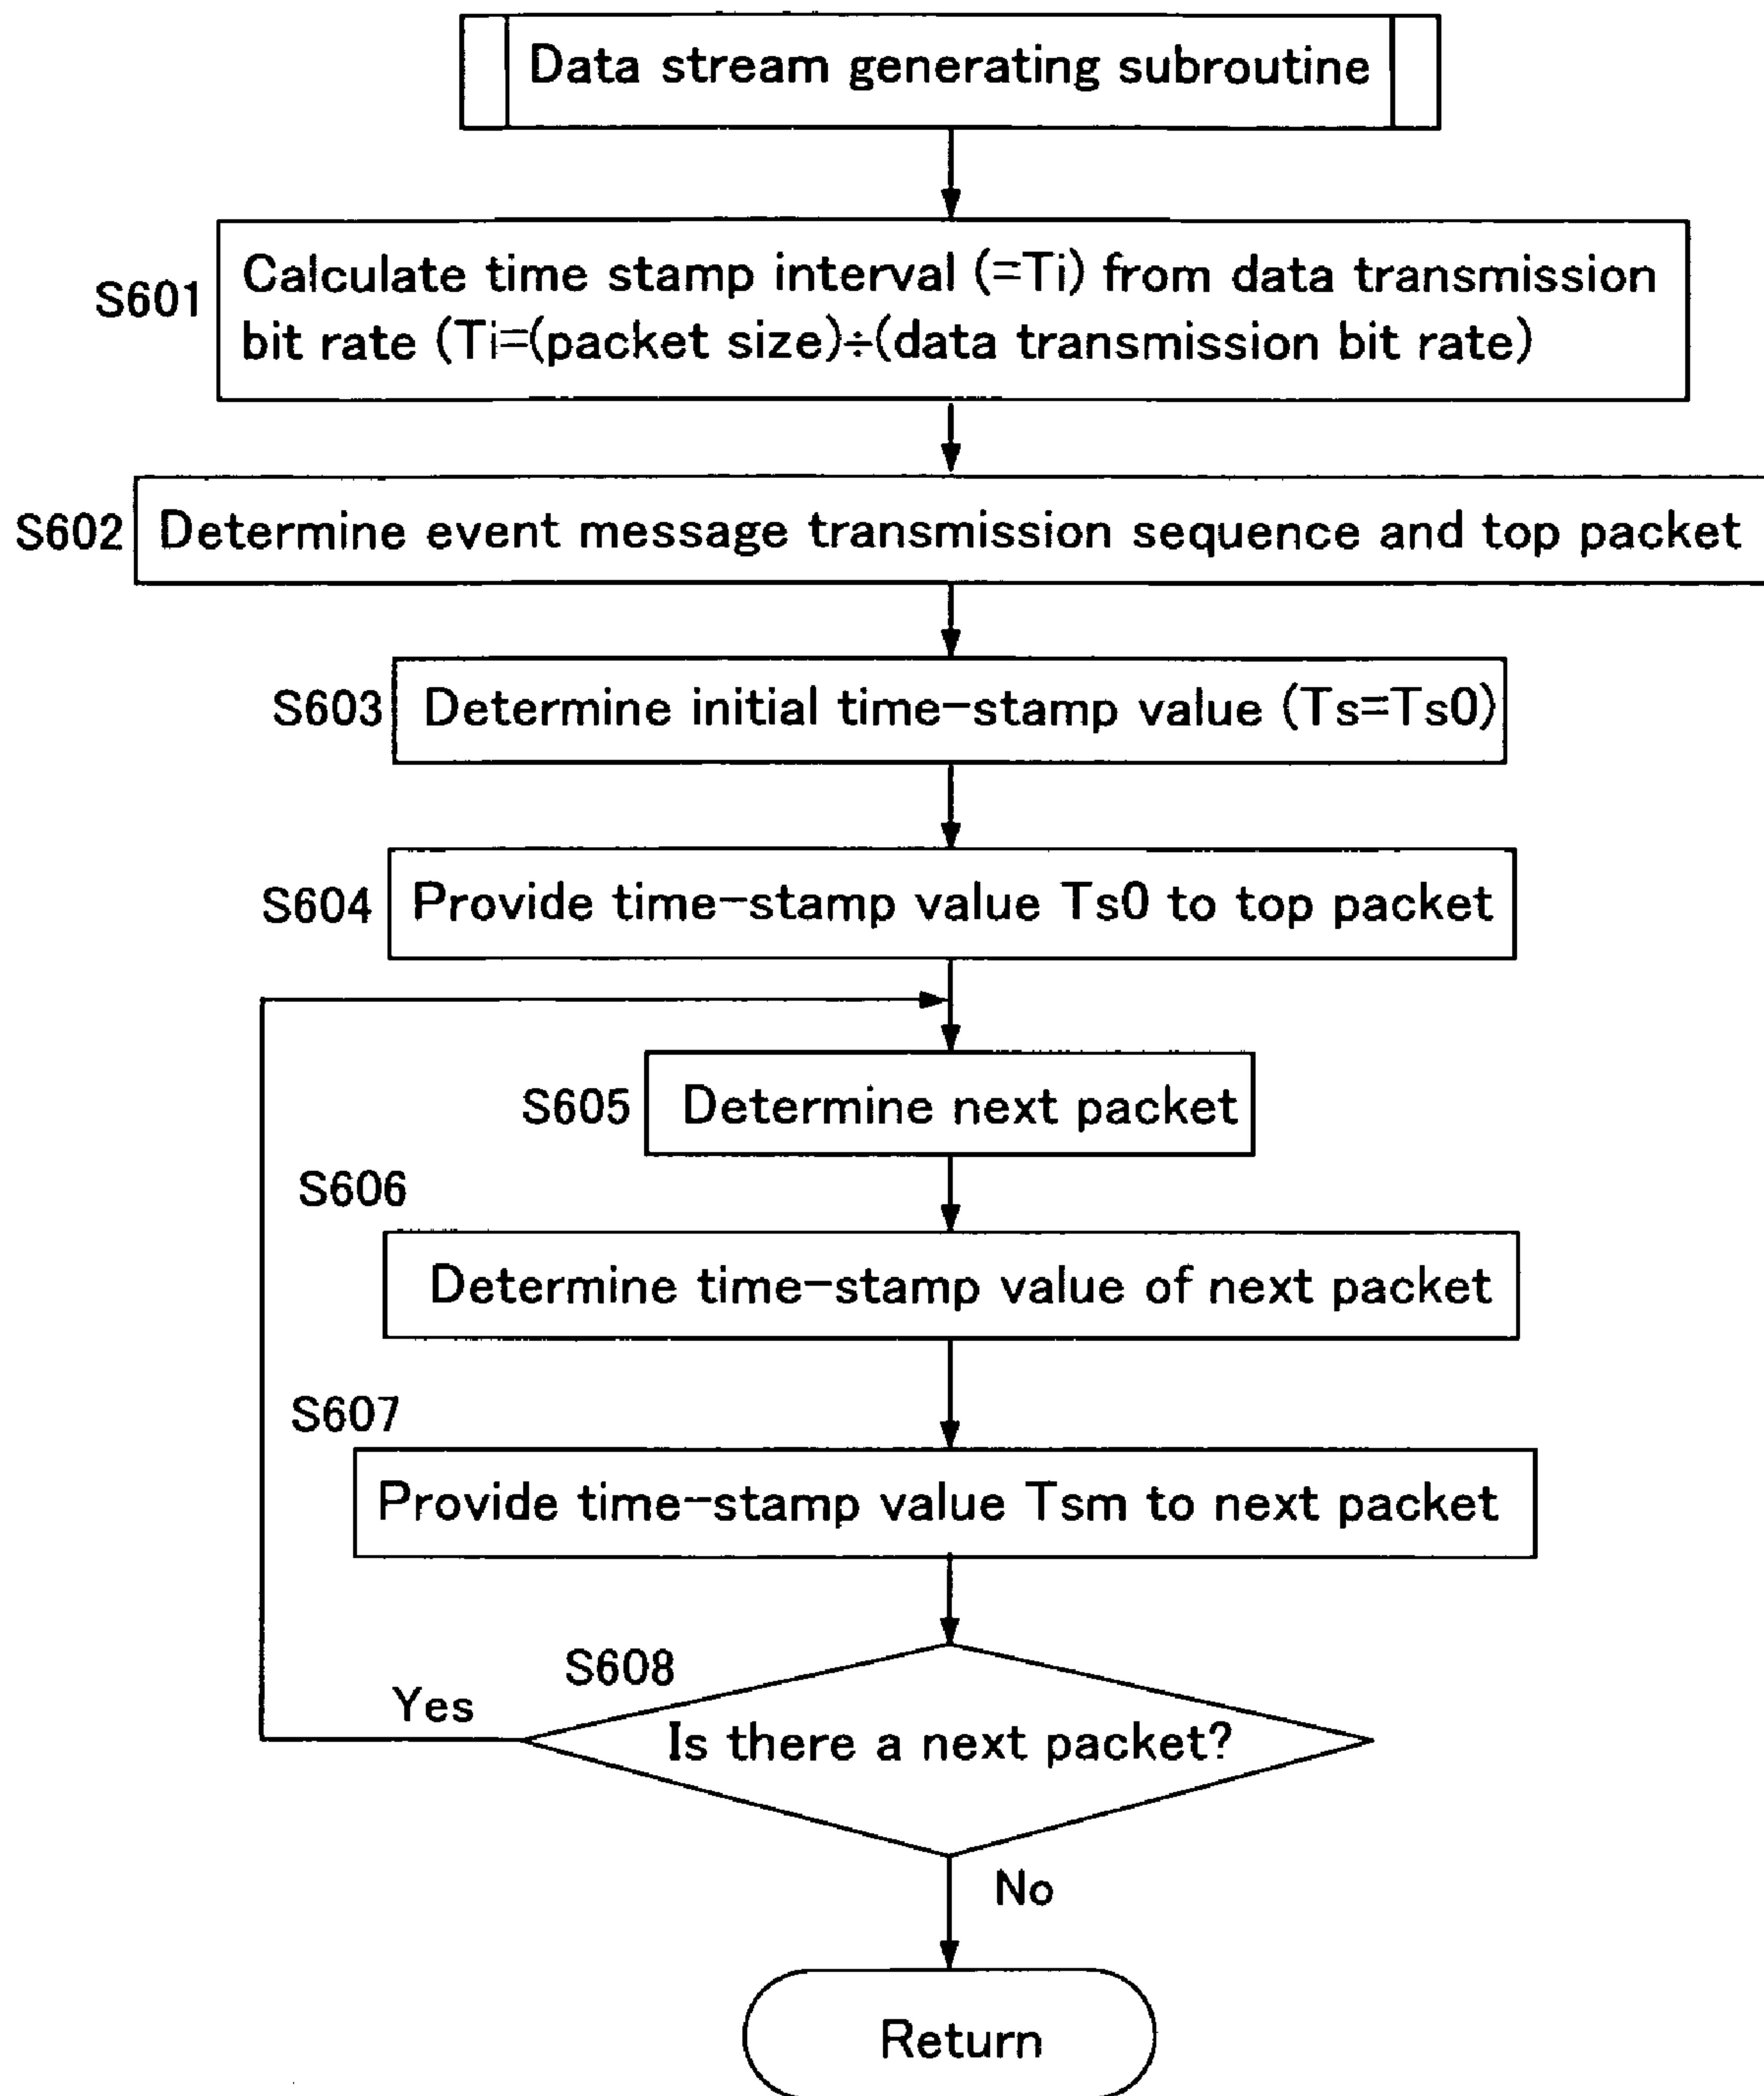 Data stream generating subroutine
S601
Calculate time stamp interval (=Ti) from data transmission
bit rate (Ti=(packet size)÷(data transmission bit rate)
S602
Determine event message transmission sequence and top packet
S603
Determine initial time-stamp value (Ts=Ts0)
S604
Provide time-stamp value Ts0 to top packet
S605
Determine next packet
S606
Determine time-stamp value of next packet
S607
Provide time-stamp value Tsm to next packet
S608
Yes
Is there a next packet?
No
Return